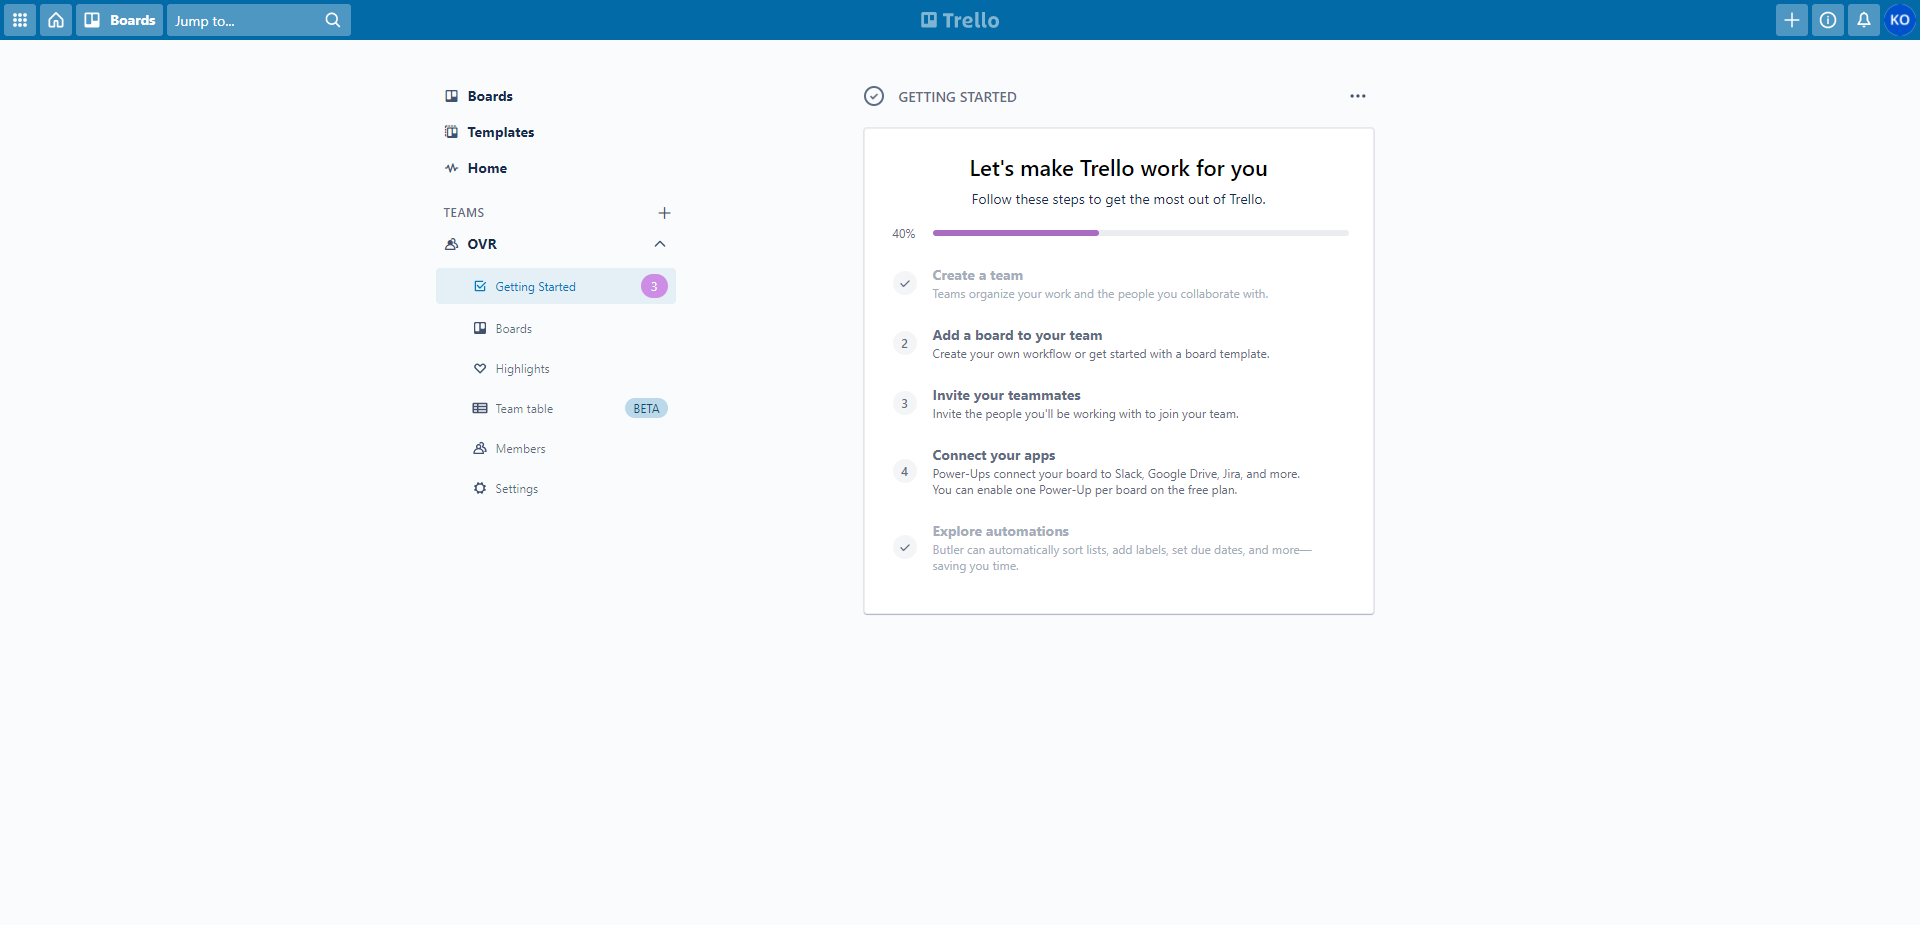 Boards
Jump to...
Trello
KO
Boards
Templates
Home
TEAMS
OVR
Getting Started 3
Boards
Highlights
Team table BETA
Members
Settings
GETTING STARTED
Let's make Trello work for you
Follow these steps to get the most out of Trello.
40%
Create a team
Teams organize your work and the people you collaborate with.
2
Add a board to your team
Create your own workflow or get started with a board template.
3
Invite your teammates
Invite the people you'll be working with to join your team.
4
Connect your apps
Power-Ups connect your board to Slack, Google Drive, Jira, and more.
You can enable one Power-Up per board on the free plan.
Explore automations
Butler can automatically sort lists, add labels, set due dates, and more—
saving you time.